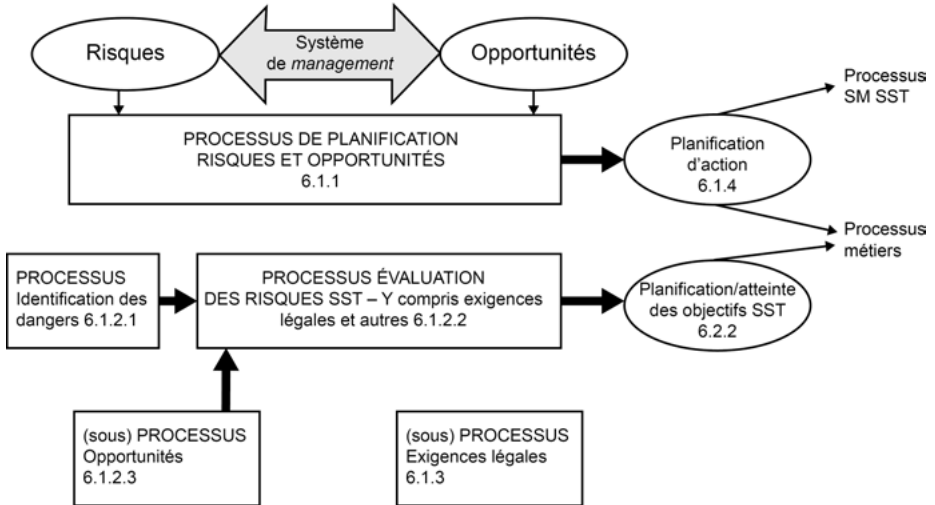 Risques
Système
de management
Opportunités
Processus
SM SST
PROCESSUS DE PLANIFICATION
RISQUES ET OPPORTUNITÉS
6.1.1
Planification
d’action
6.1.4
Processus
métiers
PROCESSUS
Identification des
dangers 6.1.2.1
PROCESSUS ÉVALUATION
DES RISQUES SST – Y compris exigences
légales et autres 6.1.2.2
Planification/atteinte
des objectifs SST
6.2.2
(sous) PROCESSUS
Opportunités
6.1.2.3
(sous) PROCESSUS
Exigences légales
6.1.3